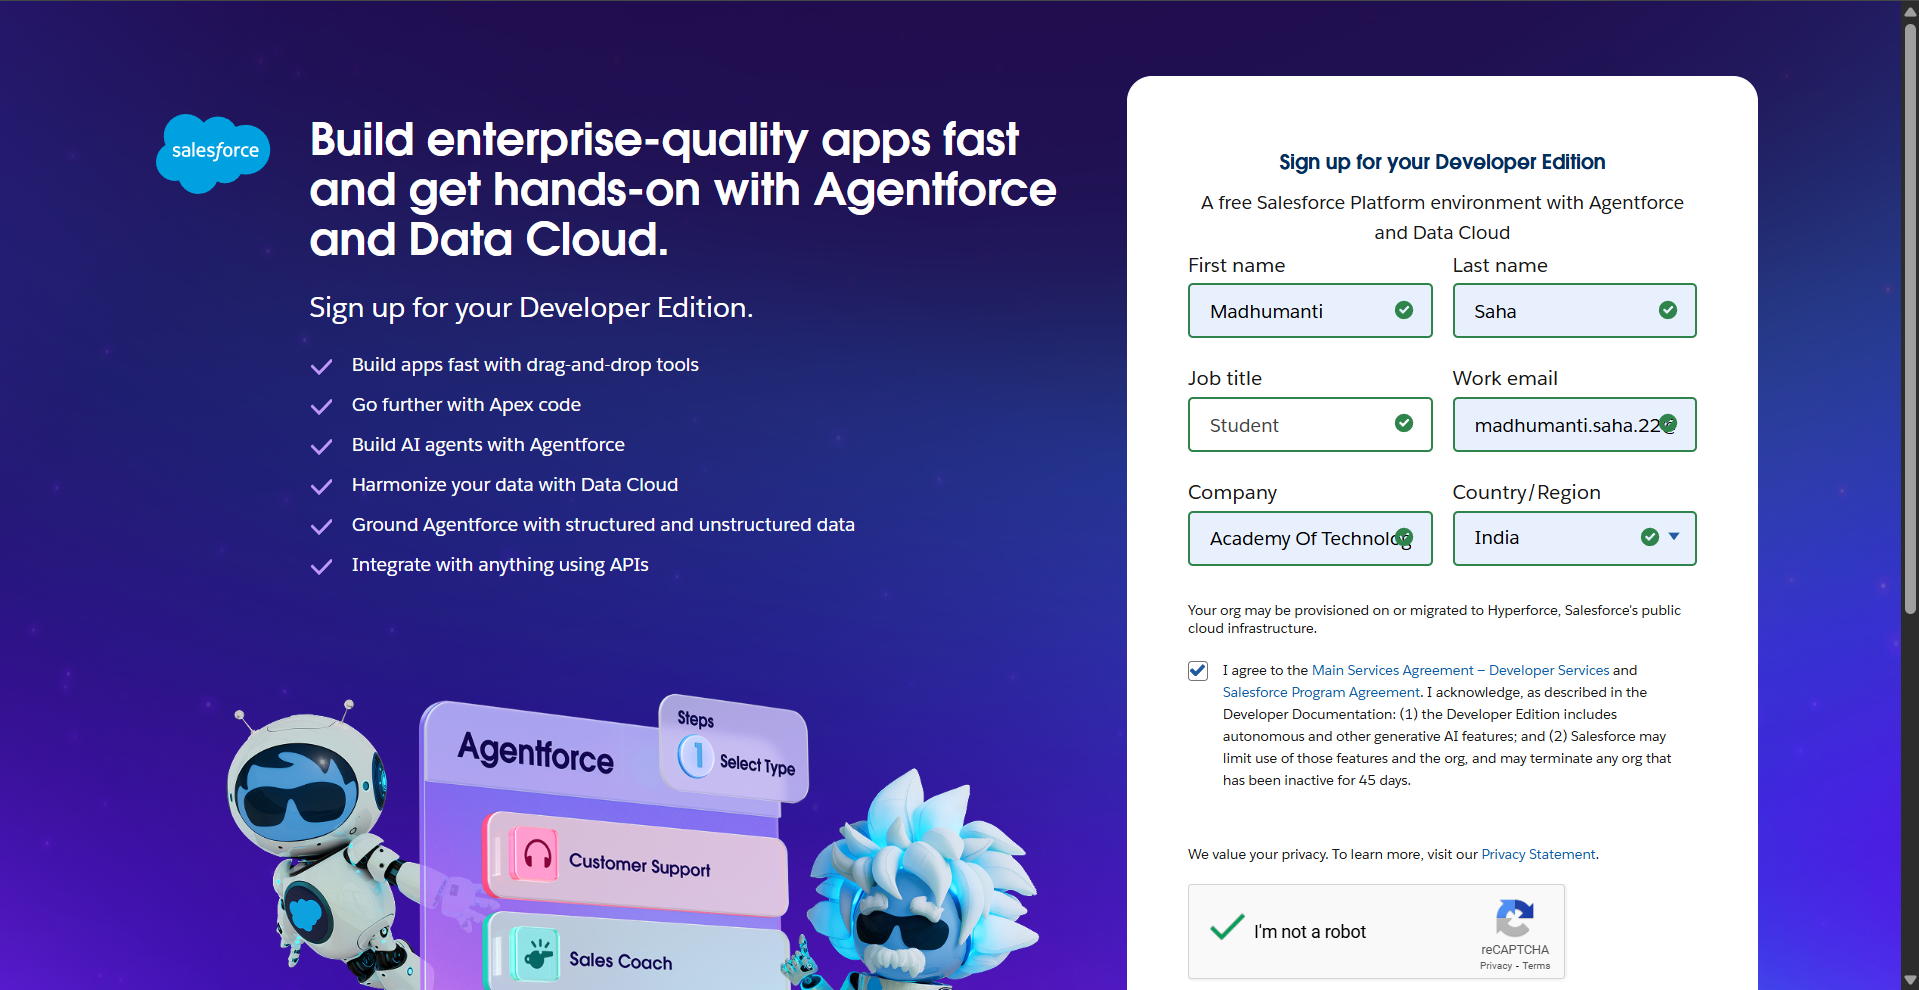 salesforce
Build enterprise-quality apps fast
and get hands-on with Agentforce
and Data Cloud.
Sign up for your Developer Edition.
Build apps fast with drag-and-drop tools
Go further with Apex code
Build AI agents with Agentforce
Harmonize your data with Data Cloud
Ground Agentforce with structured and unstructured data
Integrate with anything using APIs
Agentforce
Steps
1
Select Type
Customer Support
Sales Coach
Sign up for your Developer Edition
A free Salesforce Platform environment with Agentforce
and Data Cloud
First name
Last name
Madhumanti
Saha
Job title
Work email
Student
madhumanti.saha.22@
Company
Country/Region
Academy Of Technolog
India
Your org may be provisioned on or migrated to Hyperforce, Salesforce's public
cloud infrastructure.
I agree to the Main Services Agreement – Developer Services and
Salesforce Program Agreement. I acknowledge, as described in the
Developer Documentation: (1) the Developer Edition includes
autonomous and other generative AI features; and (2) Salesforce may
limit use of those features and the org, and may terminate any org that
has been inactive for 45 days.
We value your privacy. To learn more, visit our Privacy Statement.
I'm not a robot
reCAPTCHA
Privacy - Terms